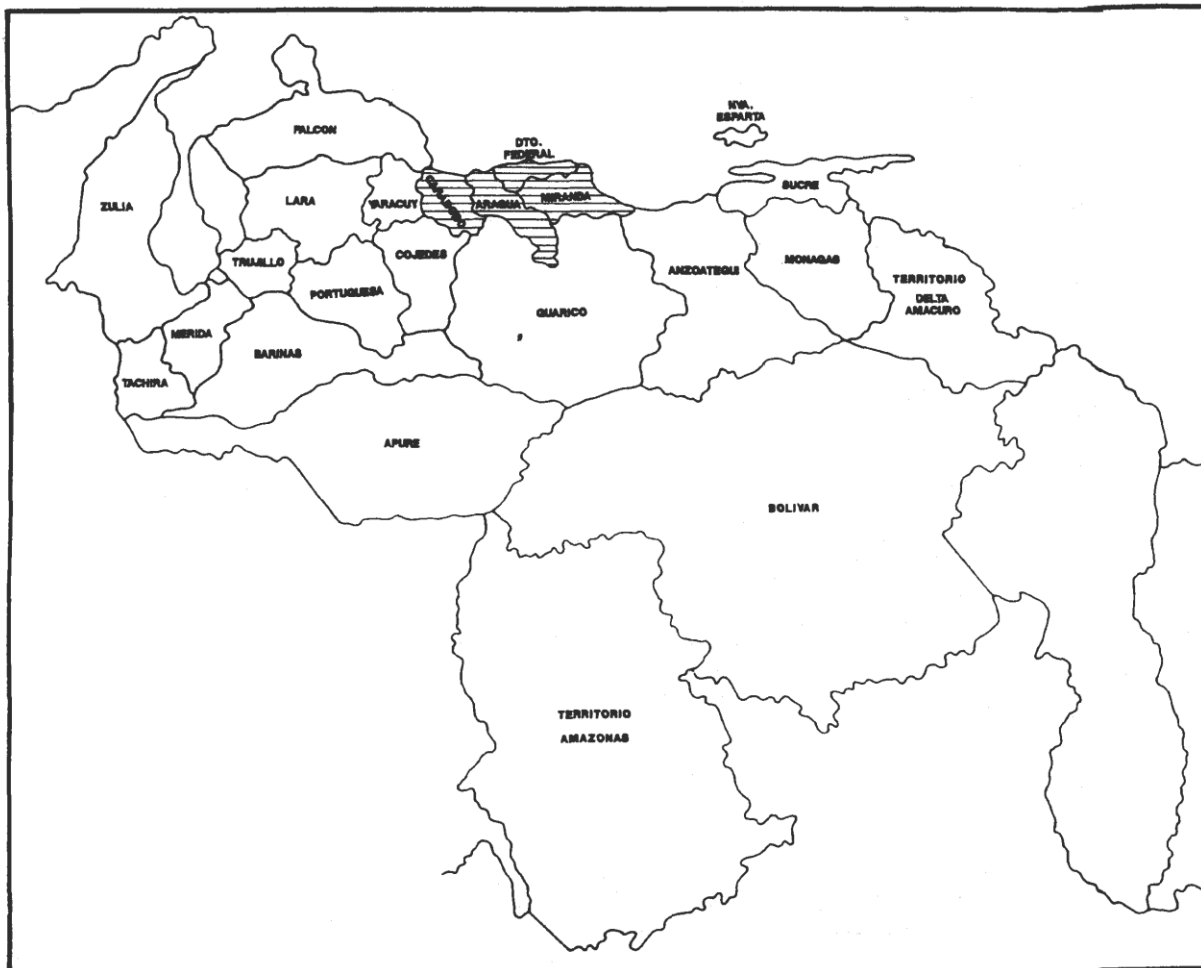 NVA.
ESPARTA
FALCON
DTO.
FEDERAL
SUCRE
ZULIA
LARA
YARACUY
CARABOBO
ARAGUA
MIRANDA
TRUJILLO
COJEDES
PORTUGUESA
GUARICO
ANZOATEGUI
MONAGAS
TERRITORIO
DELTA
AMACURO
MERIDA
BARINAS
TACHIRA
APURE
BOLIVAR
TERRITORIO
AMAZONAS